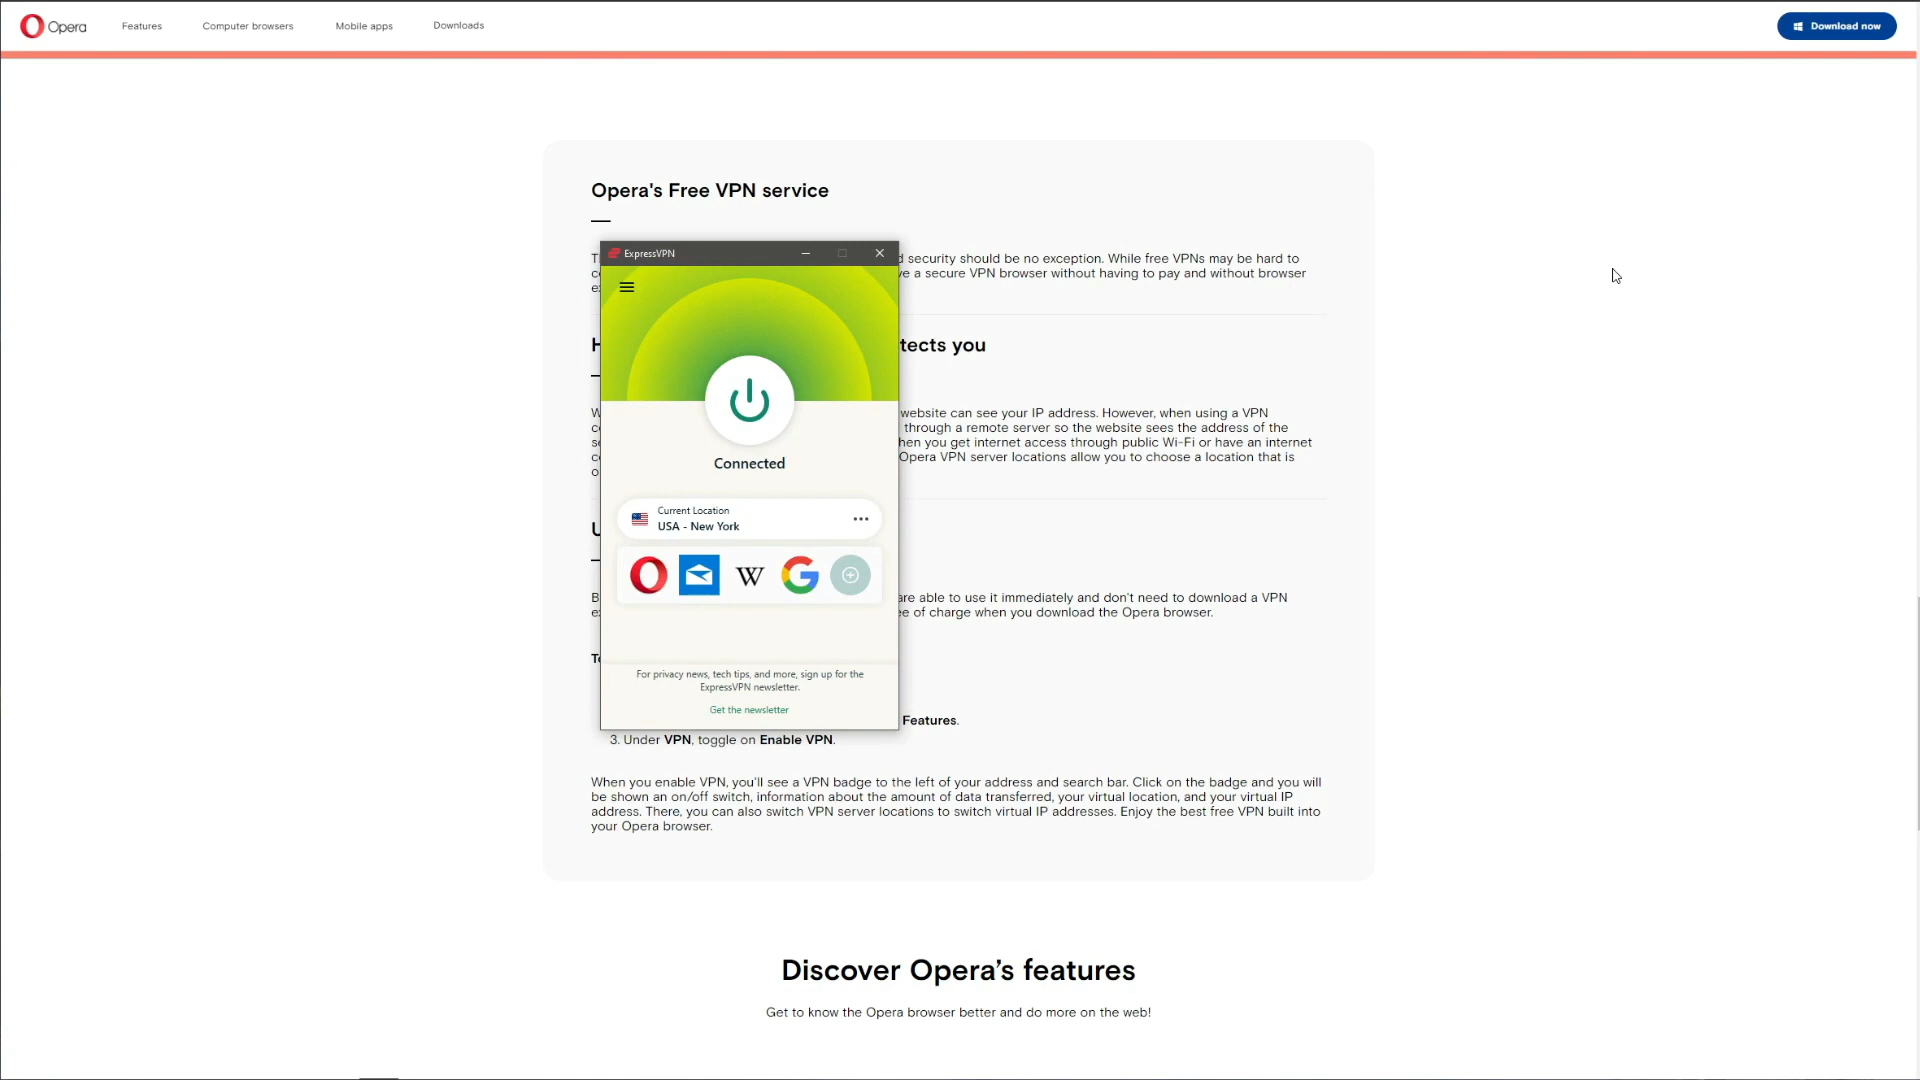 Opera
Features
Computer browsers
Mobile apps
Downloads
Download now
Opera's Free VPN service
security should be no exception. While free VPNs may be hard to
a secure VPN browser without having to pay and without browser
tects you
website can see your IP address. However, when using a VPN
through a remote server so the website sees the address of the
hen you get internet access through public Wi-Fi or have an internet
Opera VPN server locations allow you to choose a location that is
are able to use it immediately and don't need to download a VPN
of charge when you download the Opera browser.
ExpressVPN
Connected
Current Location
USA - New York
W
G
For privacy news, tech tips, and more, sign up for the
ExpressVPN newsletter.
Get the newsletter
Features.
3. Under VPN, toggle on Enable VPN.
When you enable VPN, you'll see a VPN badge to the left of your address and search bar. Click on the badge and you will
be shown an on/off switch, information about the amount of data transferred, your virtual location, and your virtual IP
address. There, you can also switch VPN server locations to switch virtual IP addresses. Enjoy the best free VPN built into
your Opera browser.
Discover Opera’s features
Get to know the Opera browser better and do more on the web!